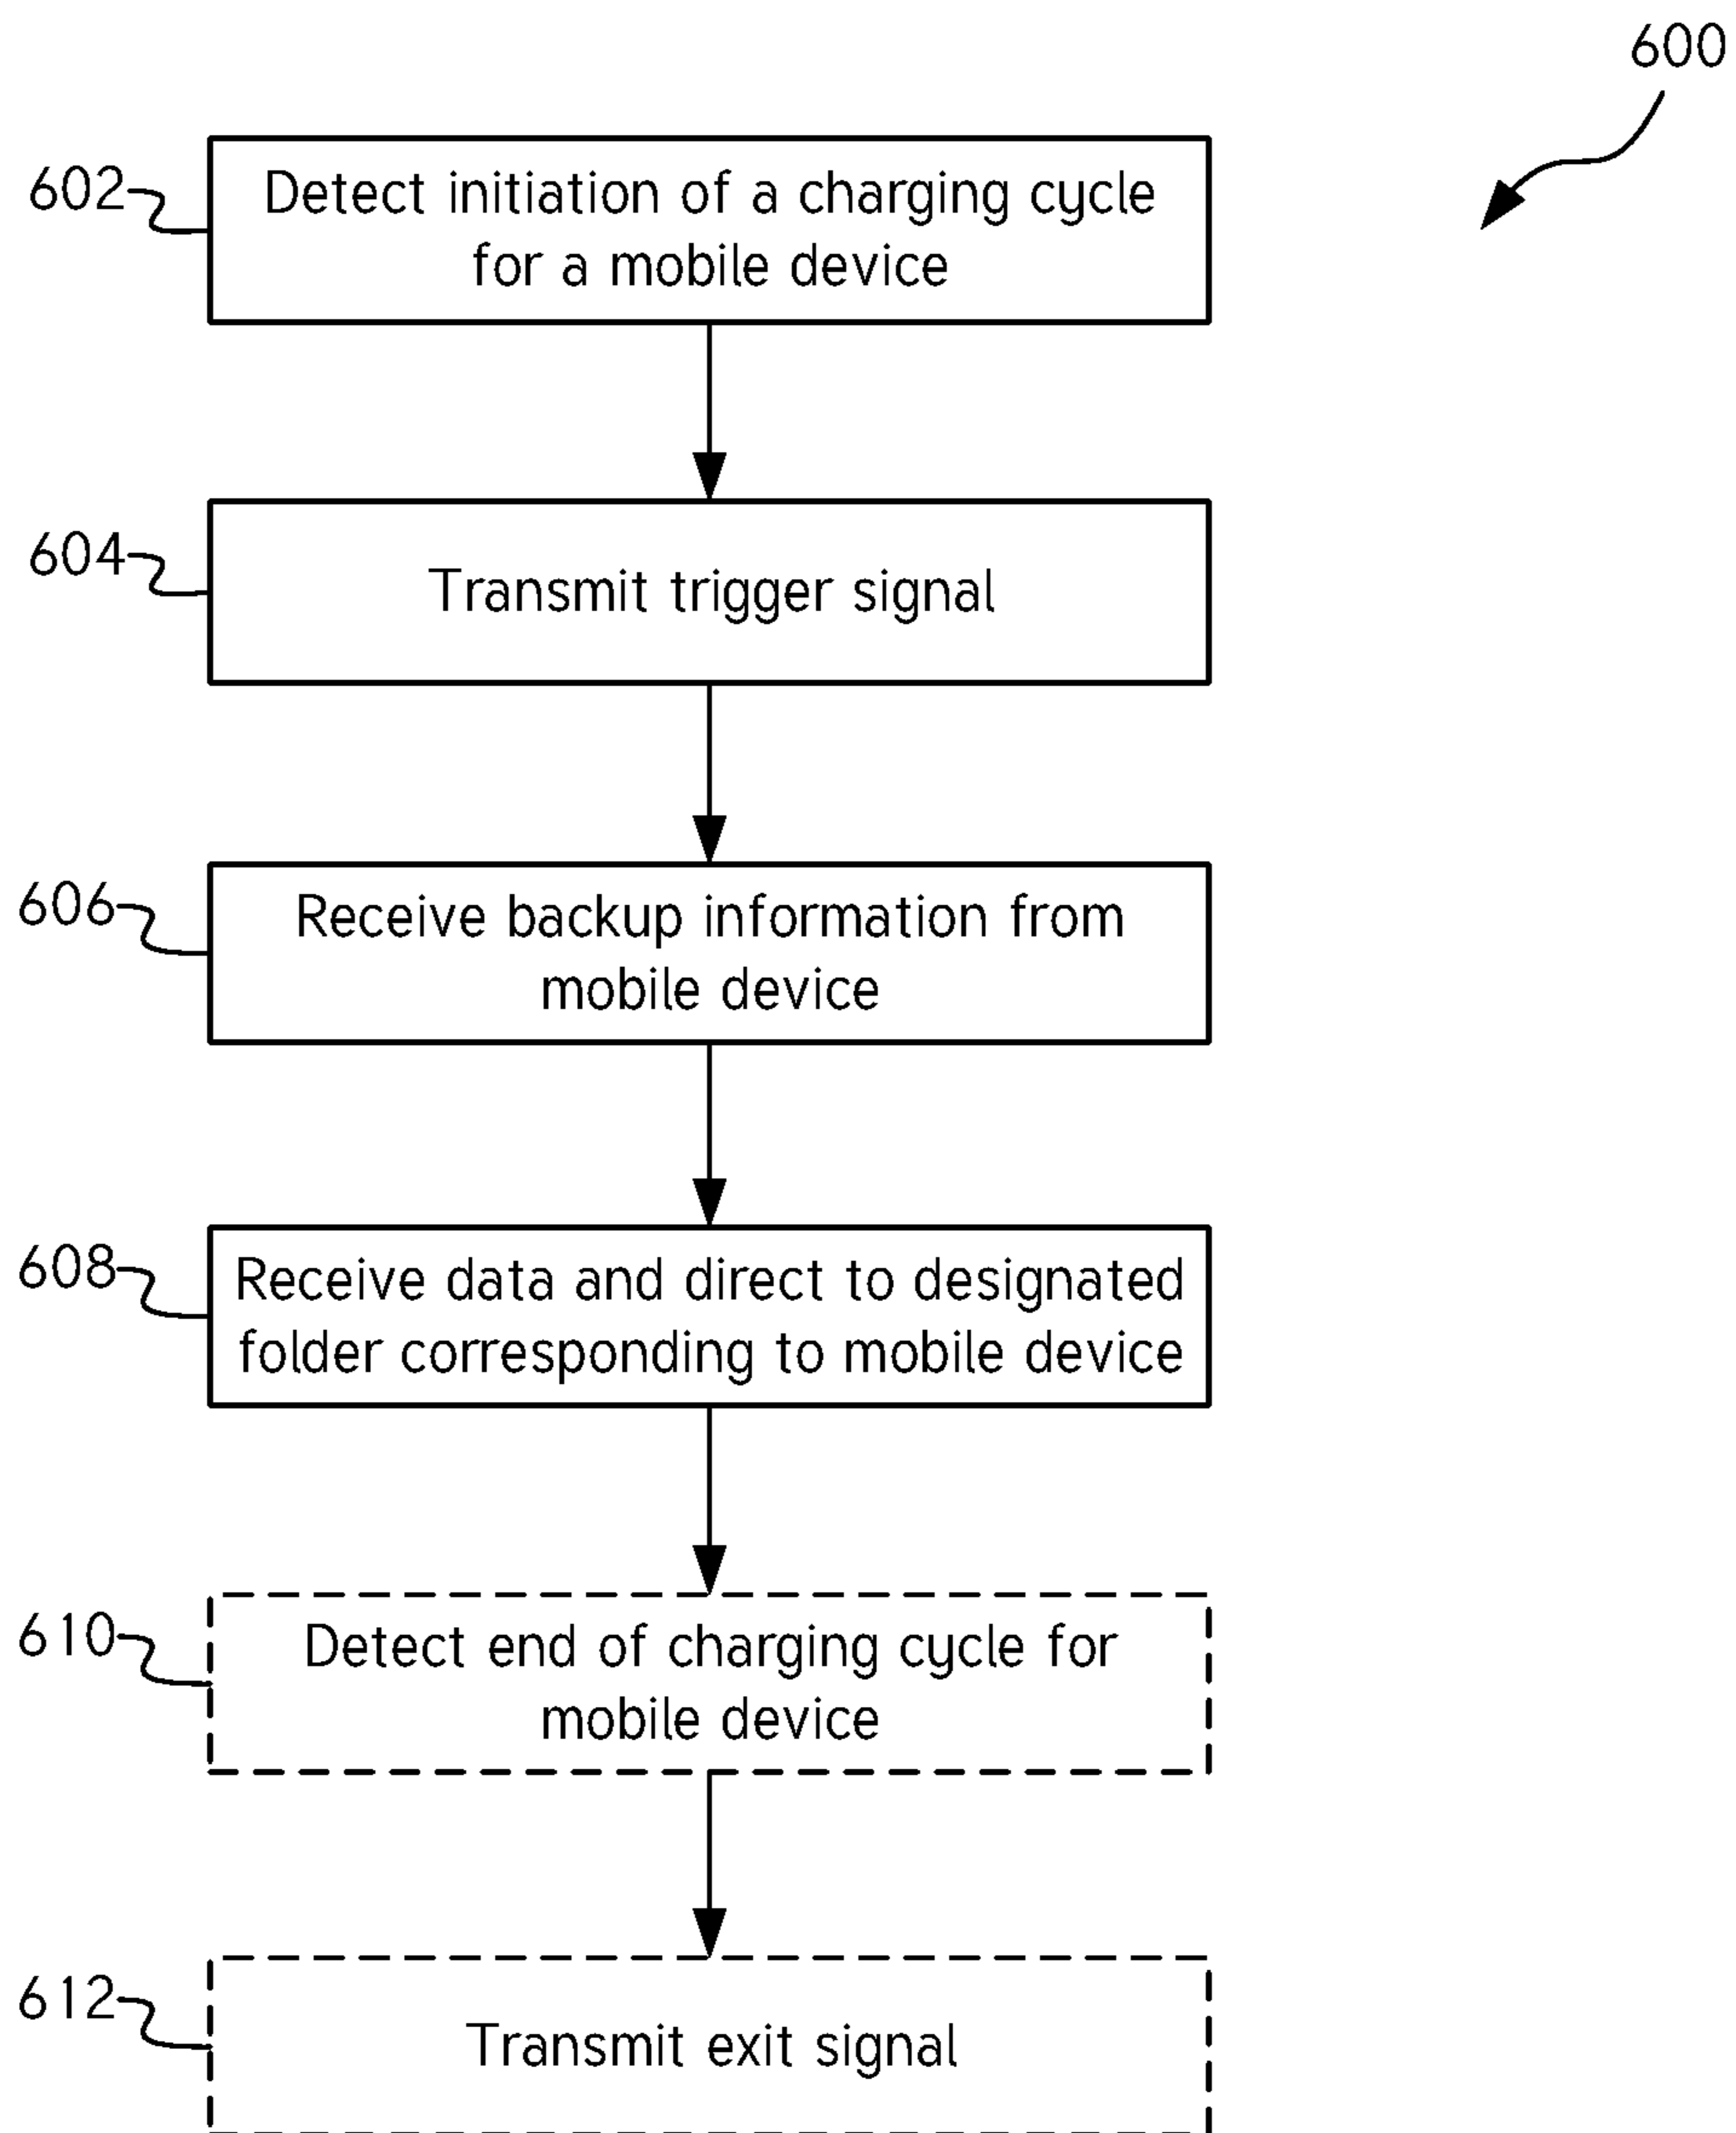 600
602
Detect initiation of a charging cycle
for a mobile device
604
Transmit trigger signal
606
Receive backup information from
mobile device
608
Receive data and direct to designated
folder corresponding to mobile device
610
Detect end of charging cycle for
mobile device
612
Transmit exit signal